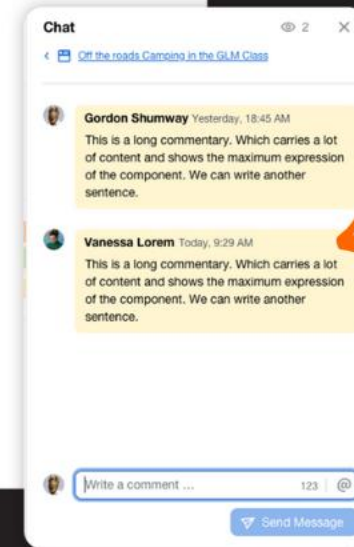 Chat 2
Off the roads Camping in the GLM Class
Gordon Shumway Yesterday, 18:45 AM
This is a long commentary. Which carries a lot
of content and shows the maximum expression
of the component. We can write another
sentence.
Vanessa Lorem Today, 9:29 AM
This is a long commentary. Which carries a lot
of content and shows the maximum expression
of the component. We can write another
sentence.
Write a comment ... 123 @
Send Message